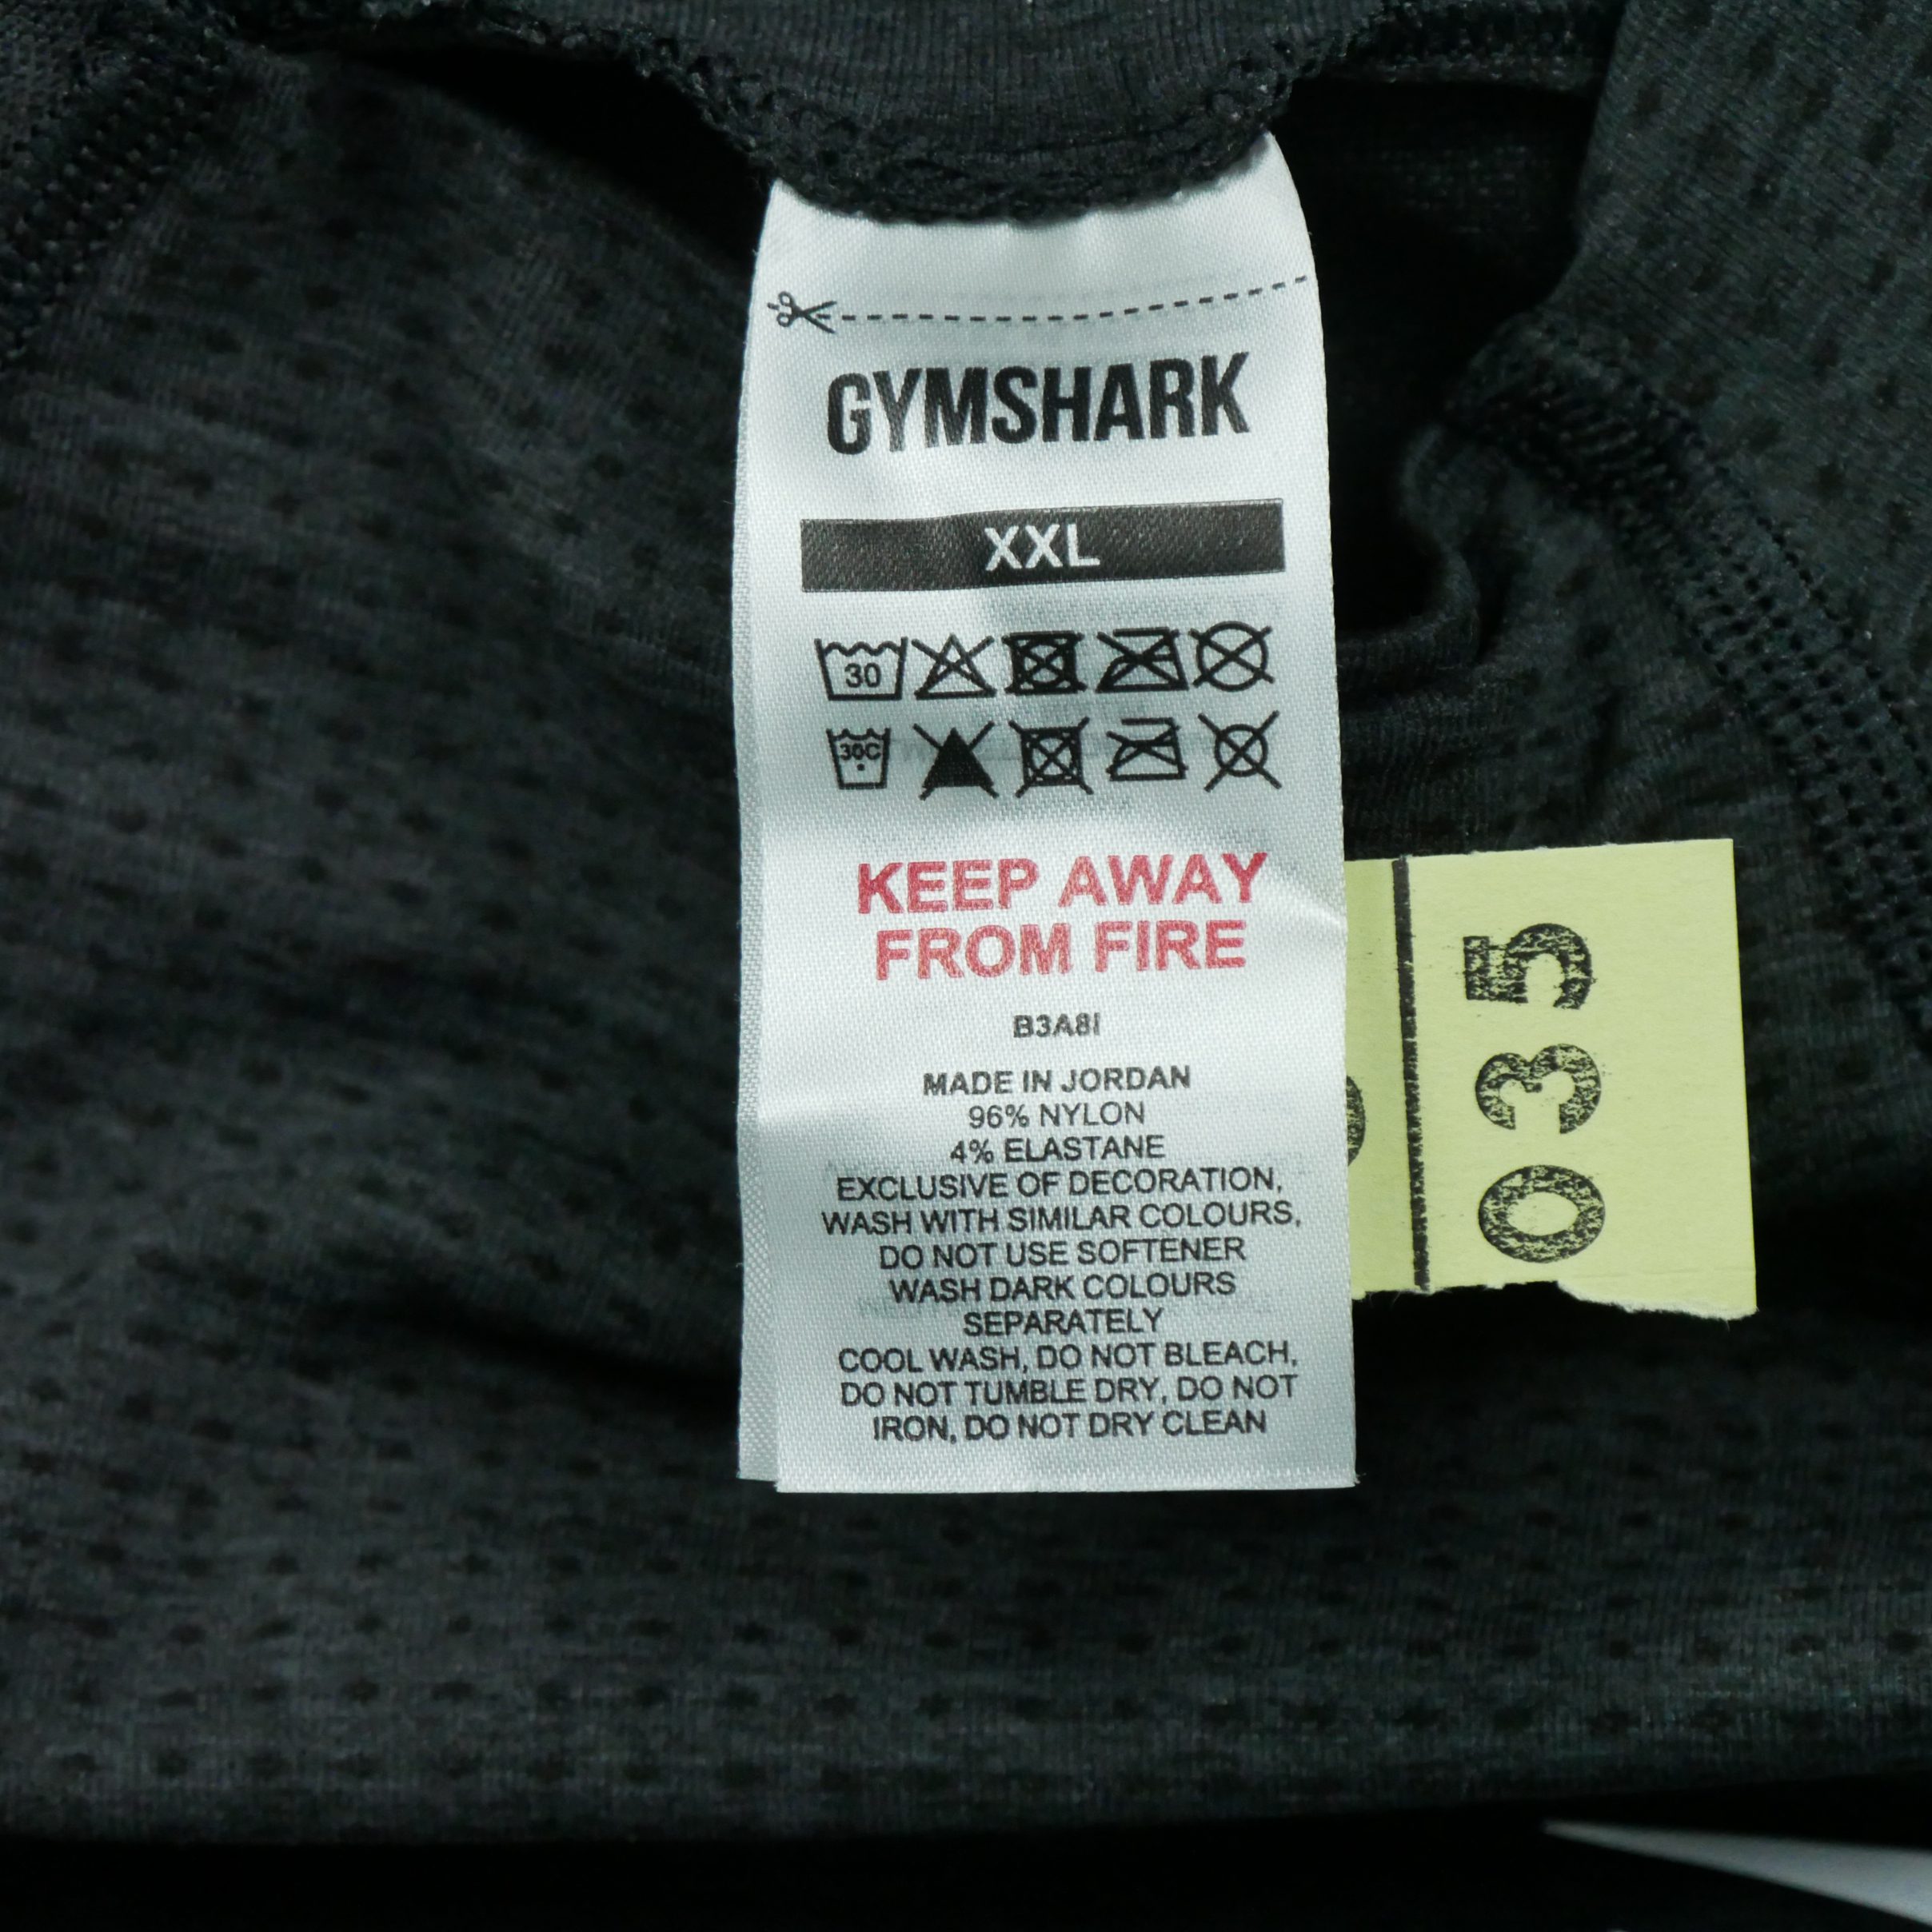 GYMSHARK
XXL
30
30C
KEEP AWAY
FROM FIRE
B3A8I
MADE IN JORDAN
96% NYLON
4% ELASTANE
EXCLUSIVE OF DECORATION,
WASH WITH SIMILAR COLOURS,
DO NOT USE SOFTENER
WASH DARK COLOURS
SEPARATELY
COOL WASH, DO NOT BLEACH,
DO NOT TUMBLE DRY, DO NOT
IRON, DO NOT DRY CLEAN
035